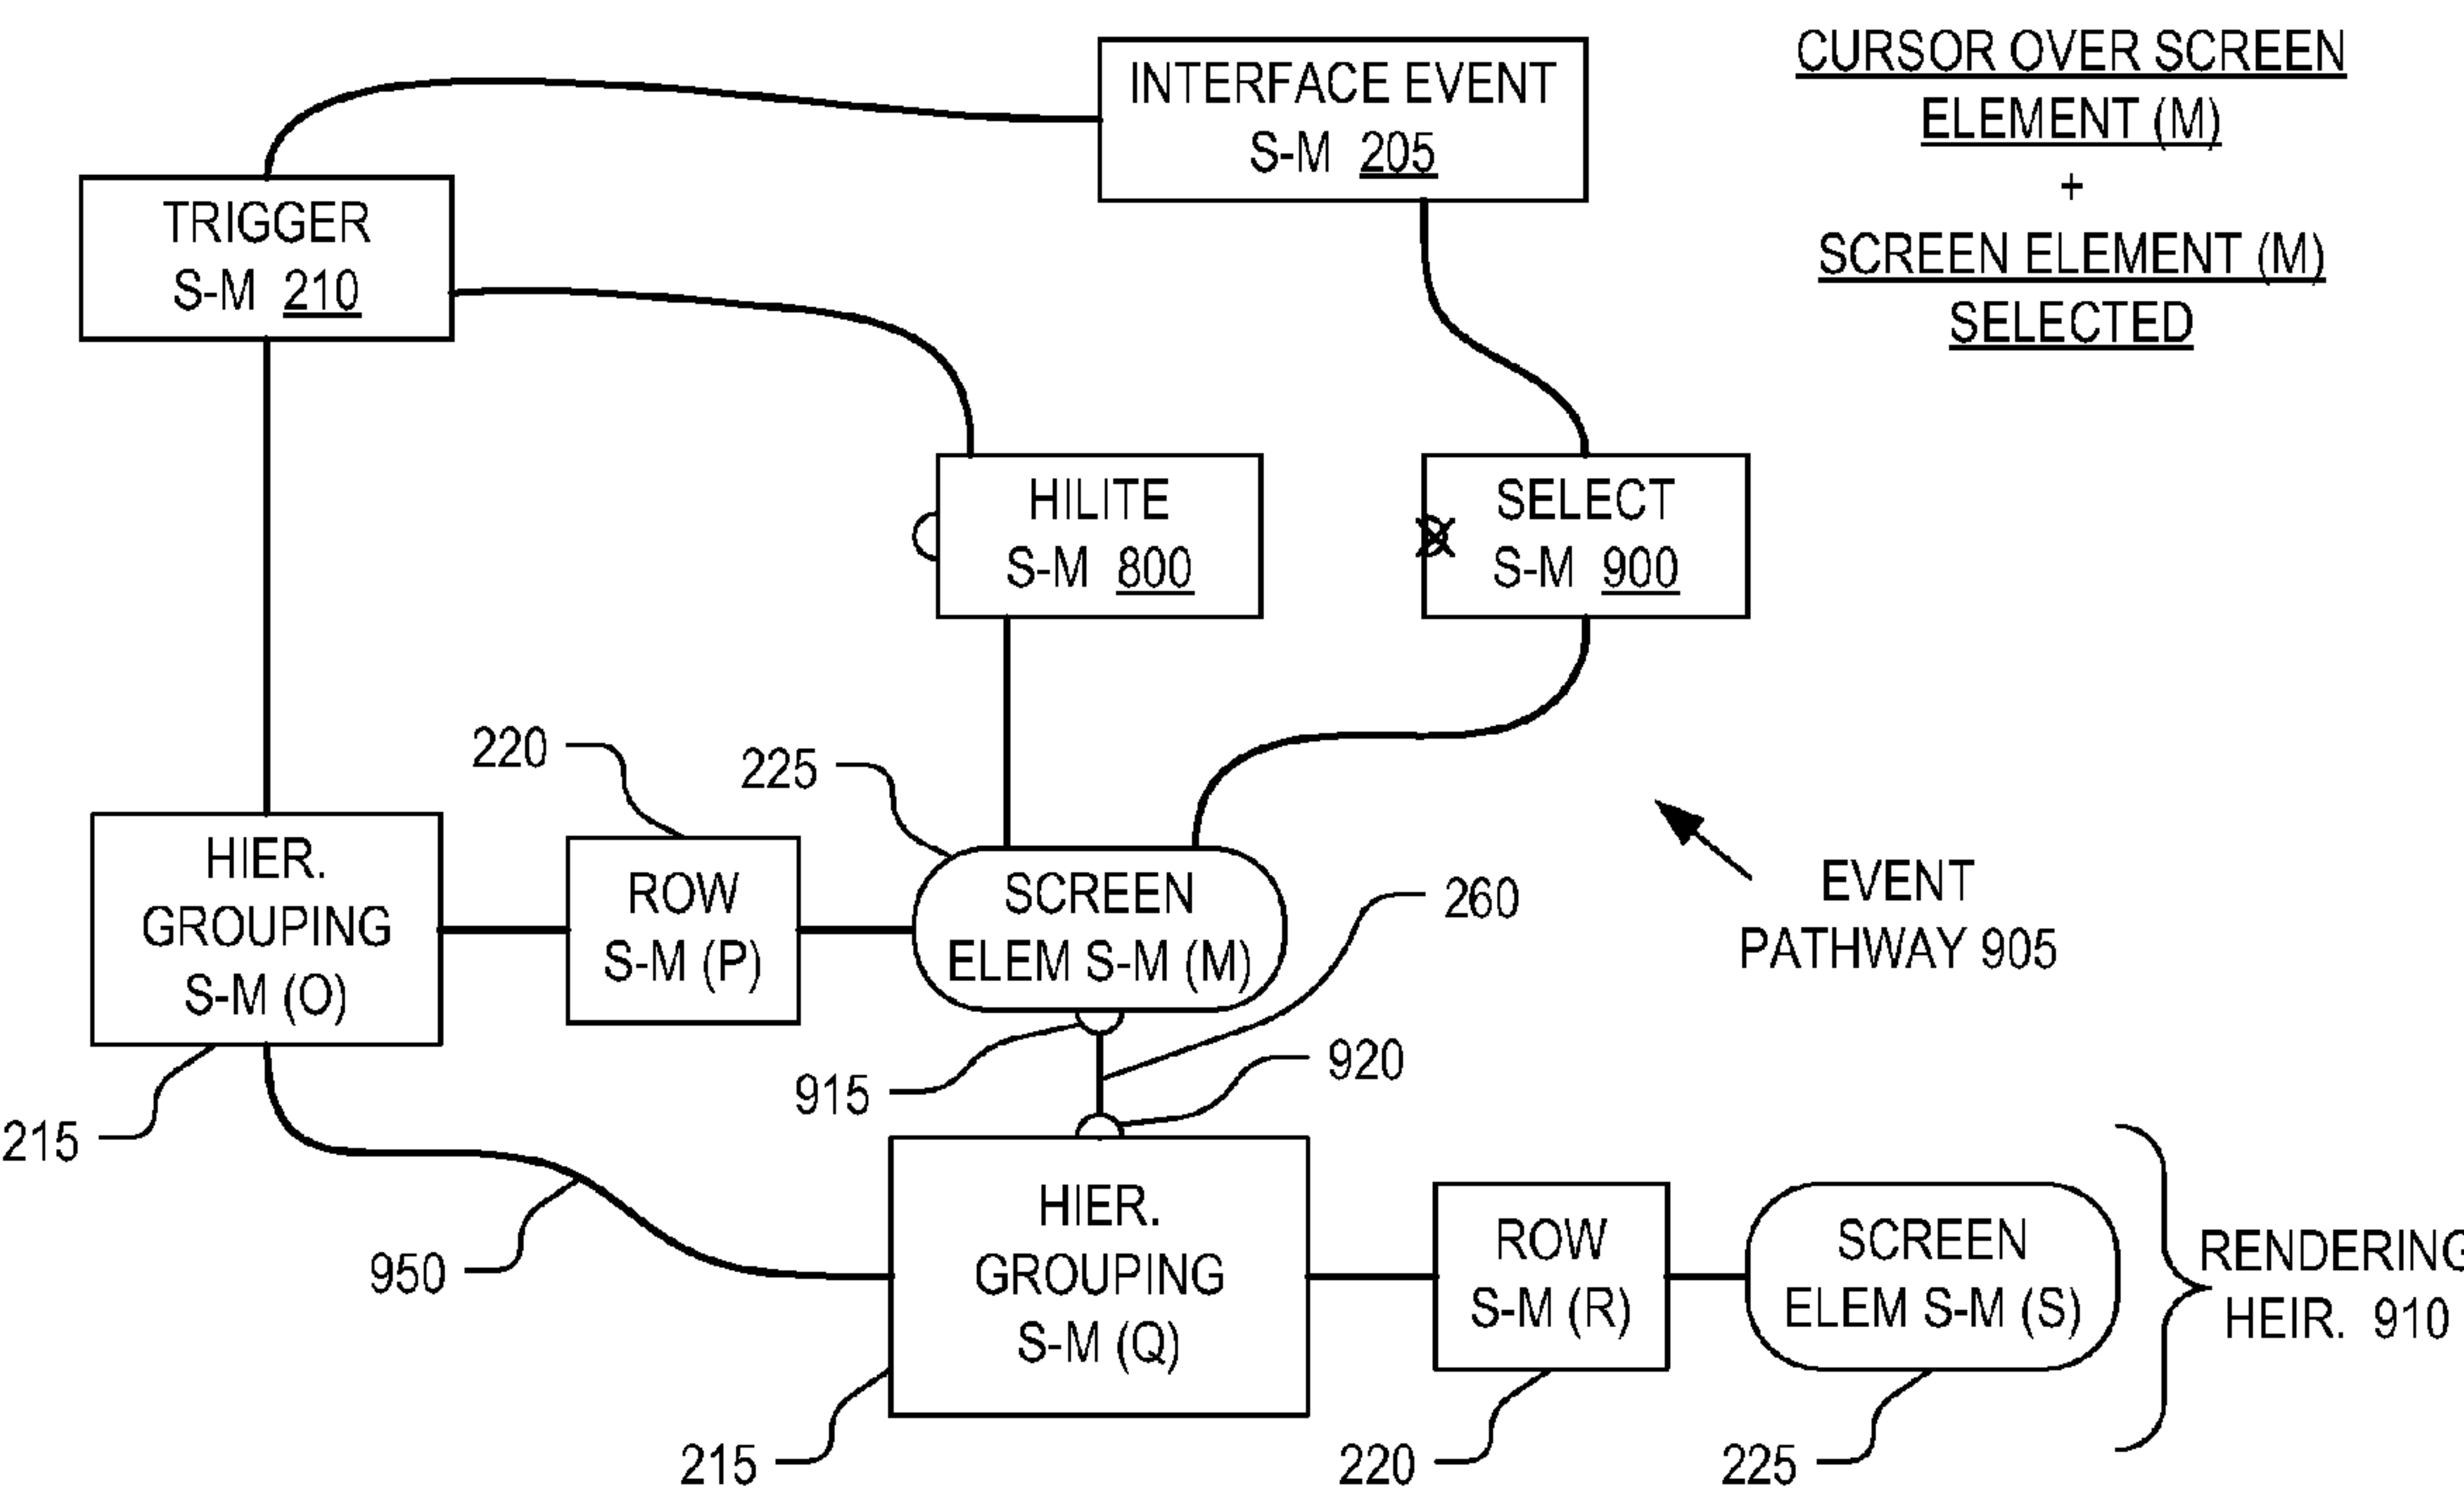 CURSOR OVER SCREEN
ELEMENT (M)
+
SCREEN ELEMENT (M)
SELECTED
INTERFACE EVENT
S-M 205
TRIGGER
S-M 210
HILITE
S-M 800
SELECT
S-M 900
220
225
HIER.
GROUPING
S-M (O)
ROW
S-M (P)
SCREEN
ELEM S-M (M)
260
EVENT
PATHWAY 905
915
920
215
950
HIER.
GROUPING
S-M (Q)
ROW
S-M (R)
SCREEN
ELEM S-M (S)
RENDERING
HEIR. 910
215
220
225